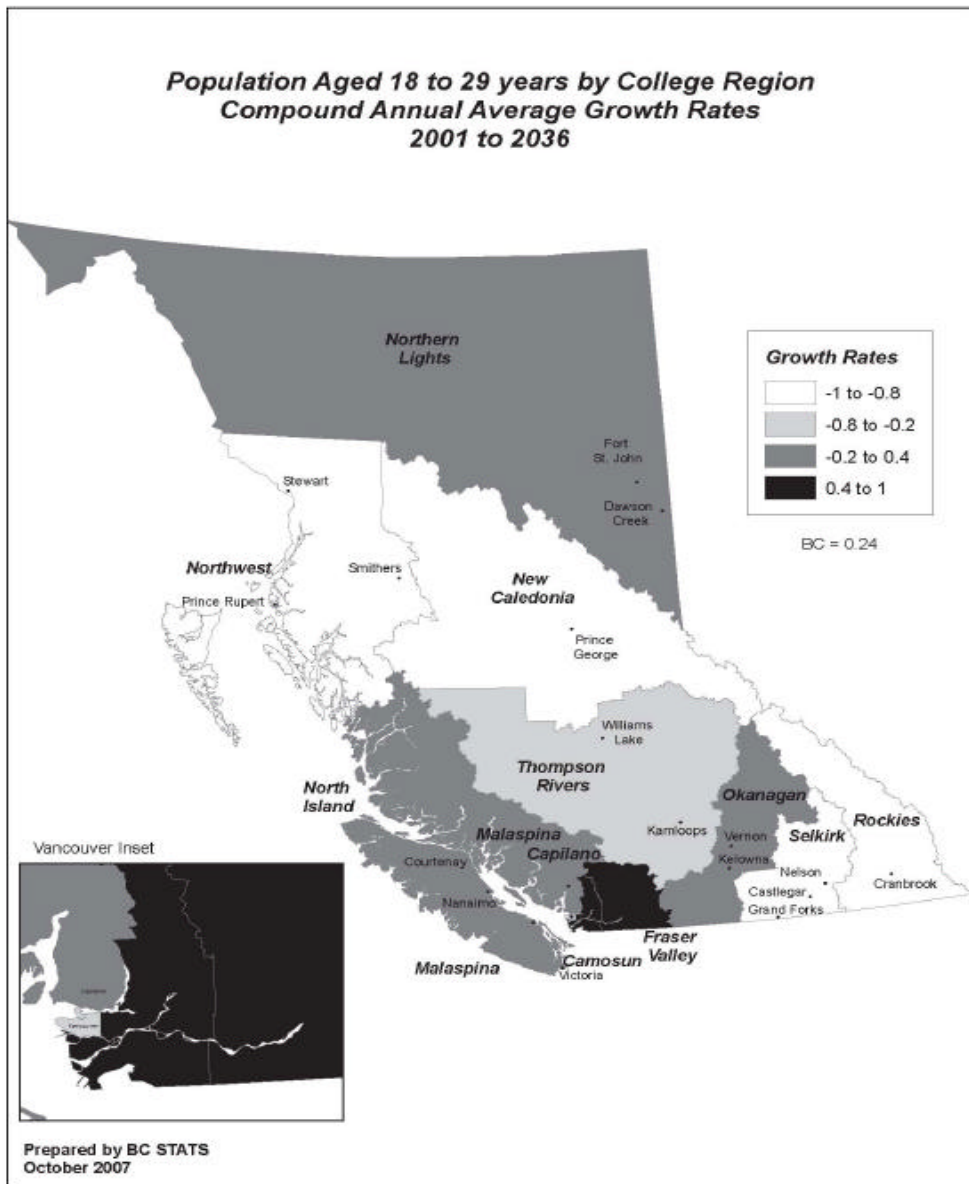 Population Aged 18 to 29 years by College Region
Compound Annual Average Growth Rates
2001 to 2036
Northern
Lights
Growth Rates
-1 to -0.8
-0.8 to -0.2
-0.2 to 0.4
0.4 to 1
BC = 0.24
Fort
St. John
Dawson
Creek
Stewart
Northwest
Smithers
Prince Rupert
New
Caledonia
Prince
George
Williams
Lake
Thompson
Rivers
North
Island
Okanagan
Malaspina
Capilano
Kamloops
Vernon
Selkirk
Rockies
Courtenay
Kelowna
Nelson
Cranbrook
Castlegar
Nanaimo
Grand Forks
Fraser
Valley
Camosun
Malaspina
Victoria
Vancouver Inset
Prepared by BC STATS
October 2007